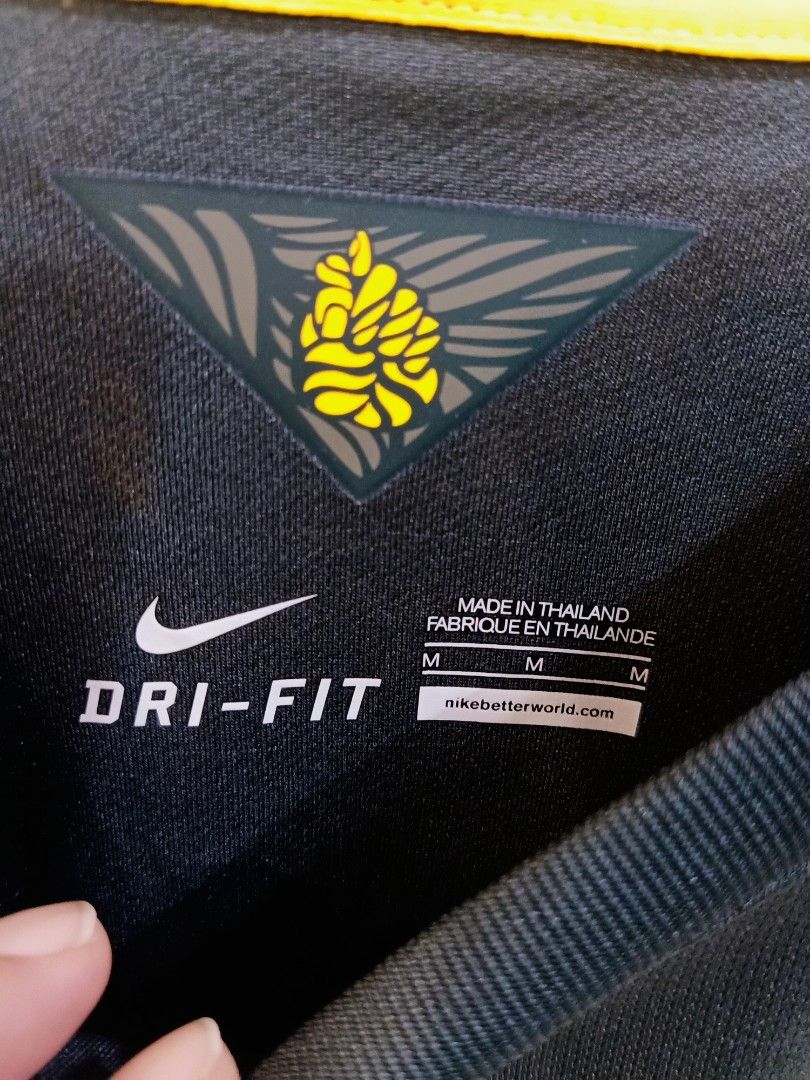 DRI-FIT
MADE IN THAILAND
FABRIQUE EN THAILANDE
M M M
nikebetterworld.com